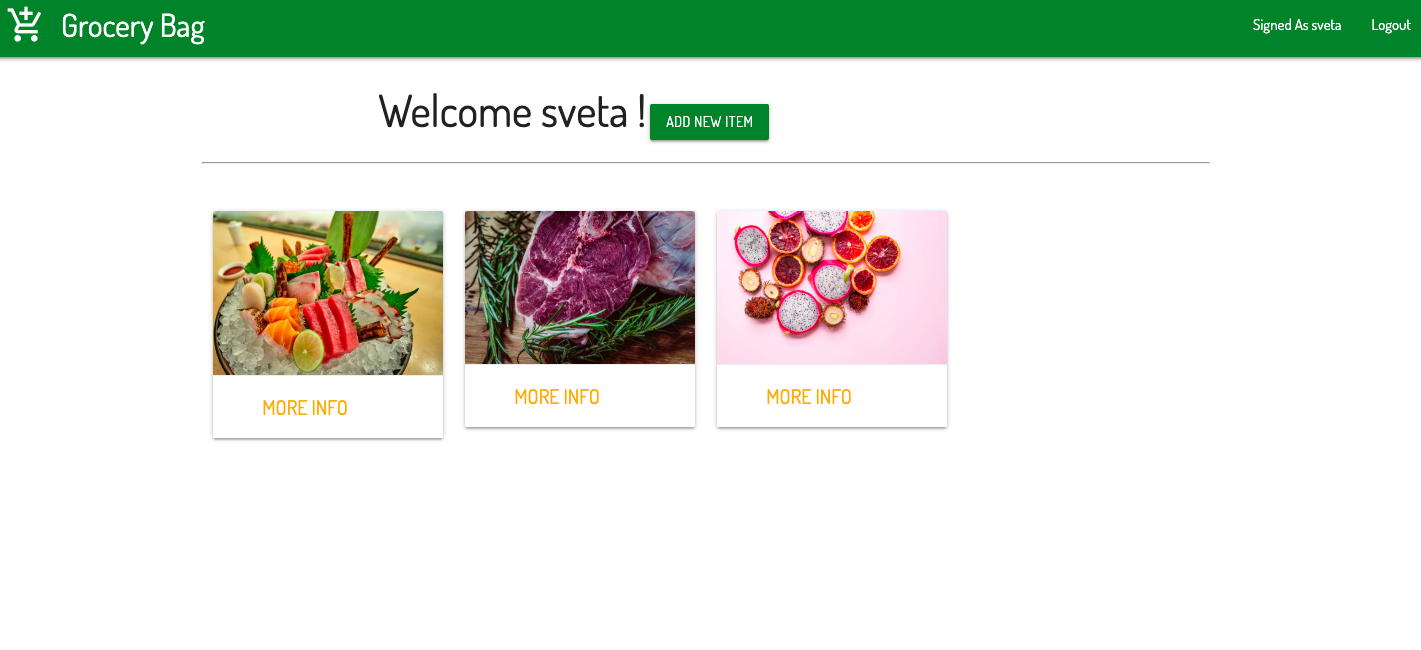 Grocery Bag
Signed As sveta
Logout
Welcome sveta !
ADD NEW ITEM
MORE INFO
MORE INFO
MORE INFO